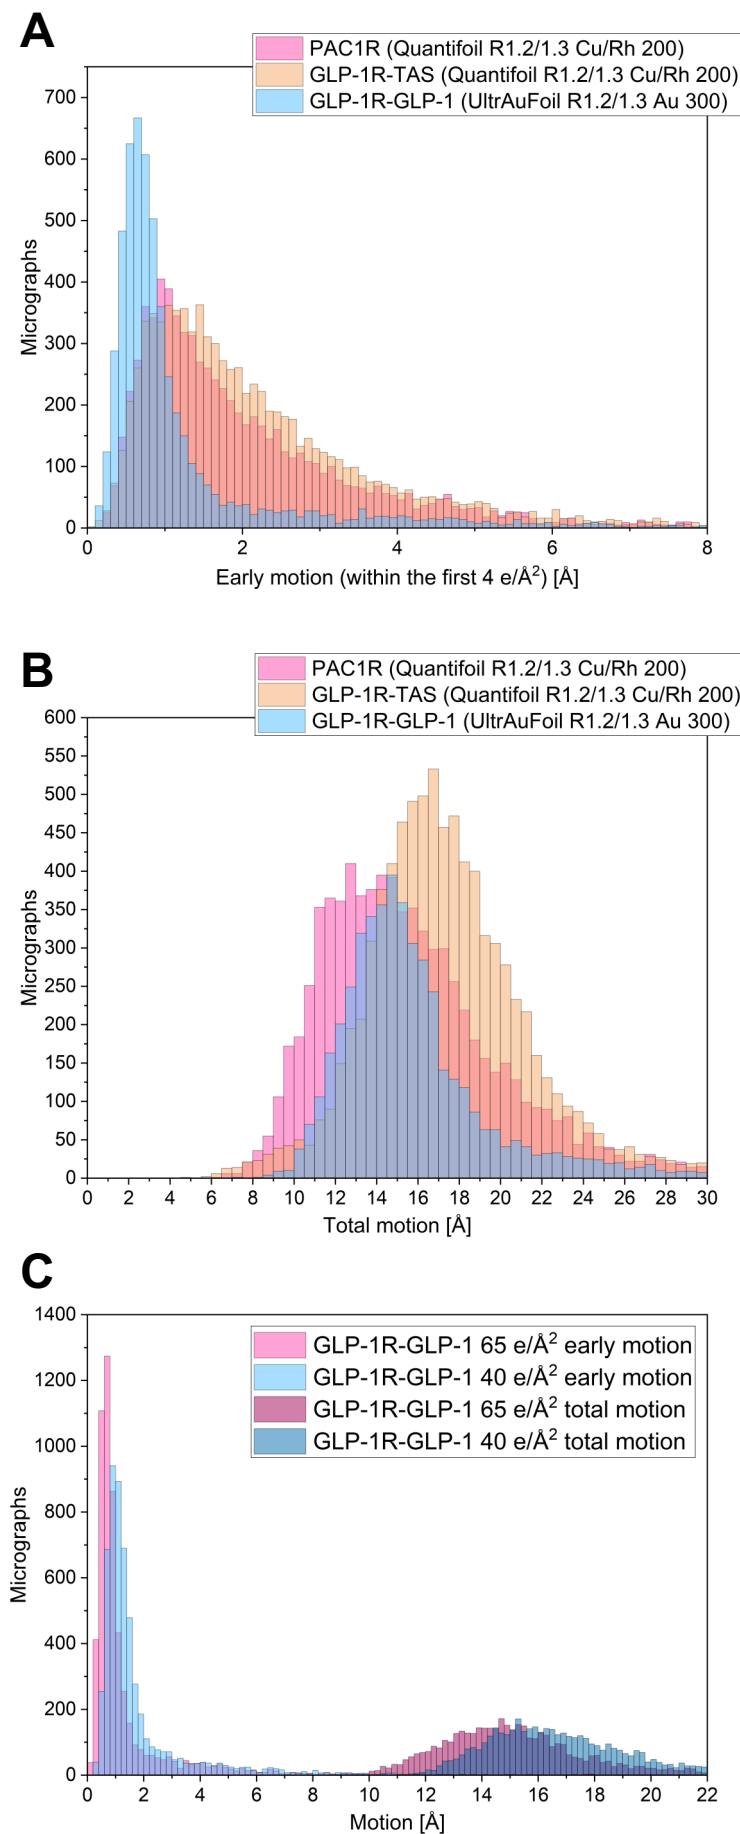 A
PAC1R (Quantifoil R1.2/1.3 Cu/Rh 200)
GLP-1R-TAS (Quantifoil R1.2/1.3 Cu/Rh 200)
GLP-1R-GLP-1 (UltrAuFoil R1.2/1.3 Au 300)
700
600
500
400
300
200
100
0
Micrographs
0 2 4 6 8
Early motion (within the first 4 e/Å²) [Å]
B
PAC1R (Quantifoil R1.2/1.3 Cu/Rh 200)
GLP-1R-TAS (Quantifoil R1.2/1.3 Cu/Rh 200)
GLP-1R-GLP-1 (UltrAuFoil R1.2/1.3 Au 300)
600
550
500
450
400
350
300
250
200
150
100
50
0
Micrographs
0 2 4 6 8 10 12 14 16 18 20 22 24 26 28 30
Total motion [Å]
C
GLP-1R-GLP-1 65 e/Å² early motion
GLP-1R-GLP-1 40 e/Å² early motion
GLP-1R-GLP-1 65 e/Å² total motion
GLP-1R-GLP-1 40 e/Å² total motion
1400
1200
1000
800
600
400
200
0
Micrographs
0 2 4 6 8 10 12 14 16 18 20 22
Motion [Å]